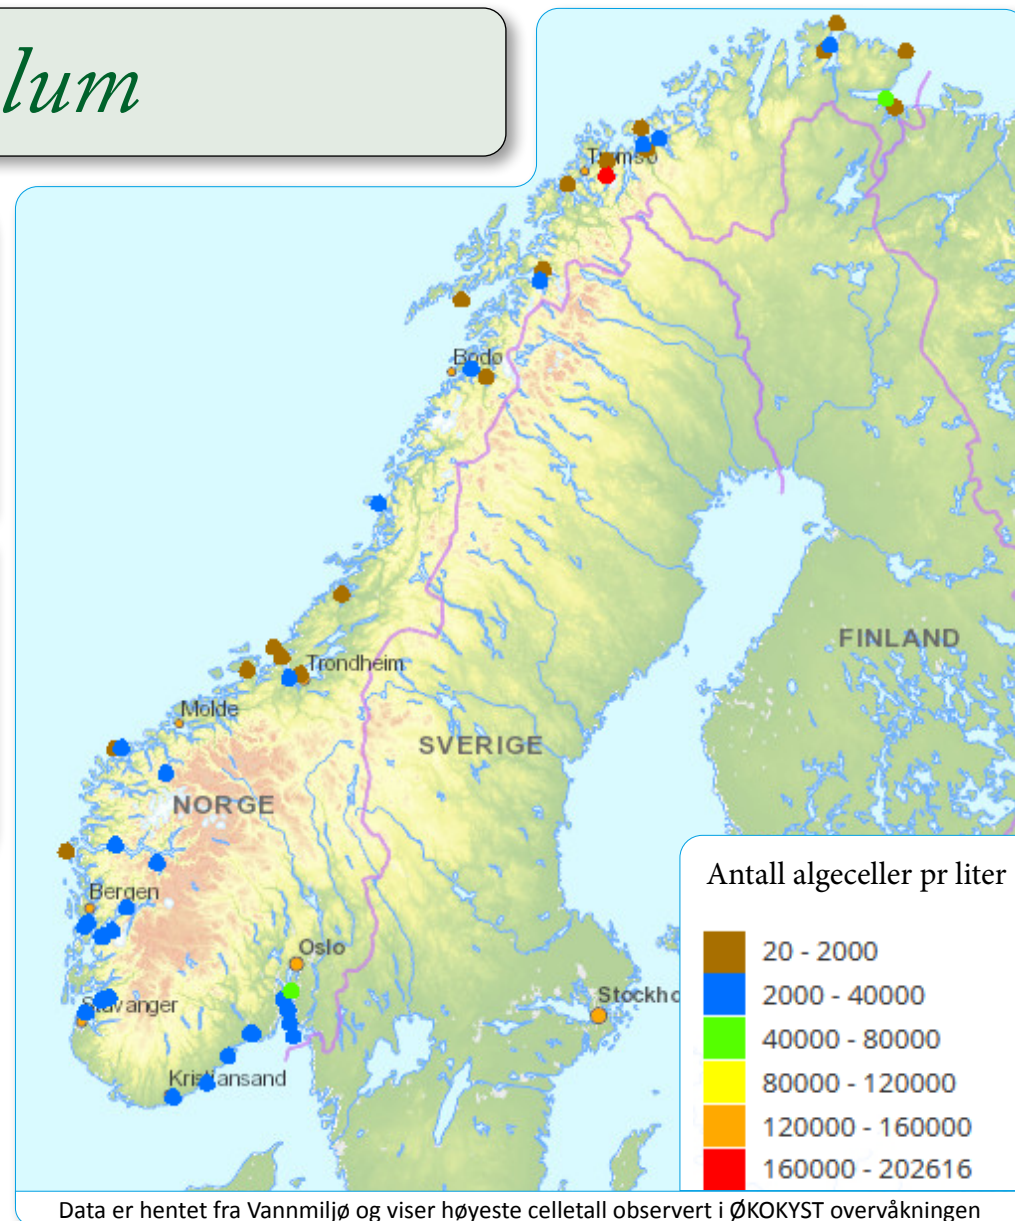 lum
Tromsø
Bodø
Trondheim
Molde
FINLAND
SVERIGE
NORGE
Bergen
Oslo
Stavanger
Stockho
Kristiansand
Antall algeceller pr liter
20 - 2000
2000 - 40000
40000 - 80000
80000 - 120000
120000 - 160000
160000 - 202616
Data er hentet fra Vannmiljø og viser høyeste celletall observert i ØKOKYST overvåkningen